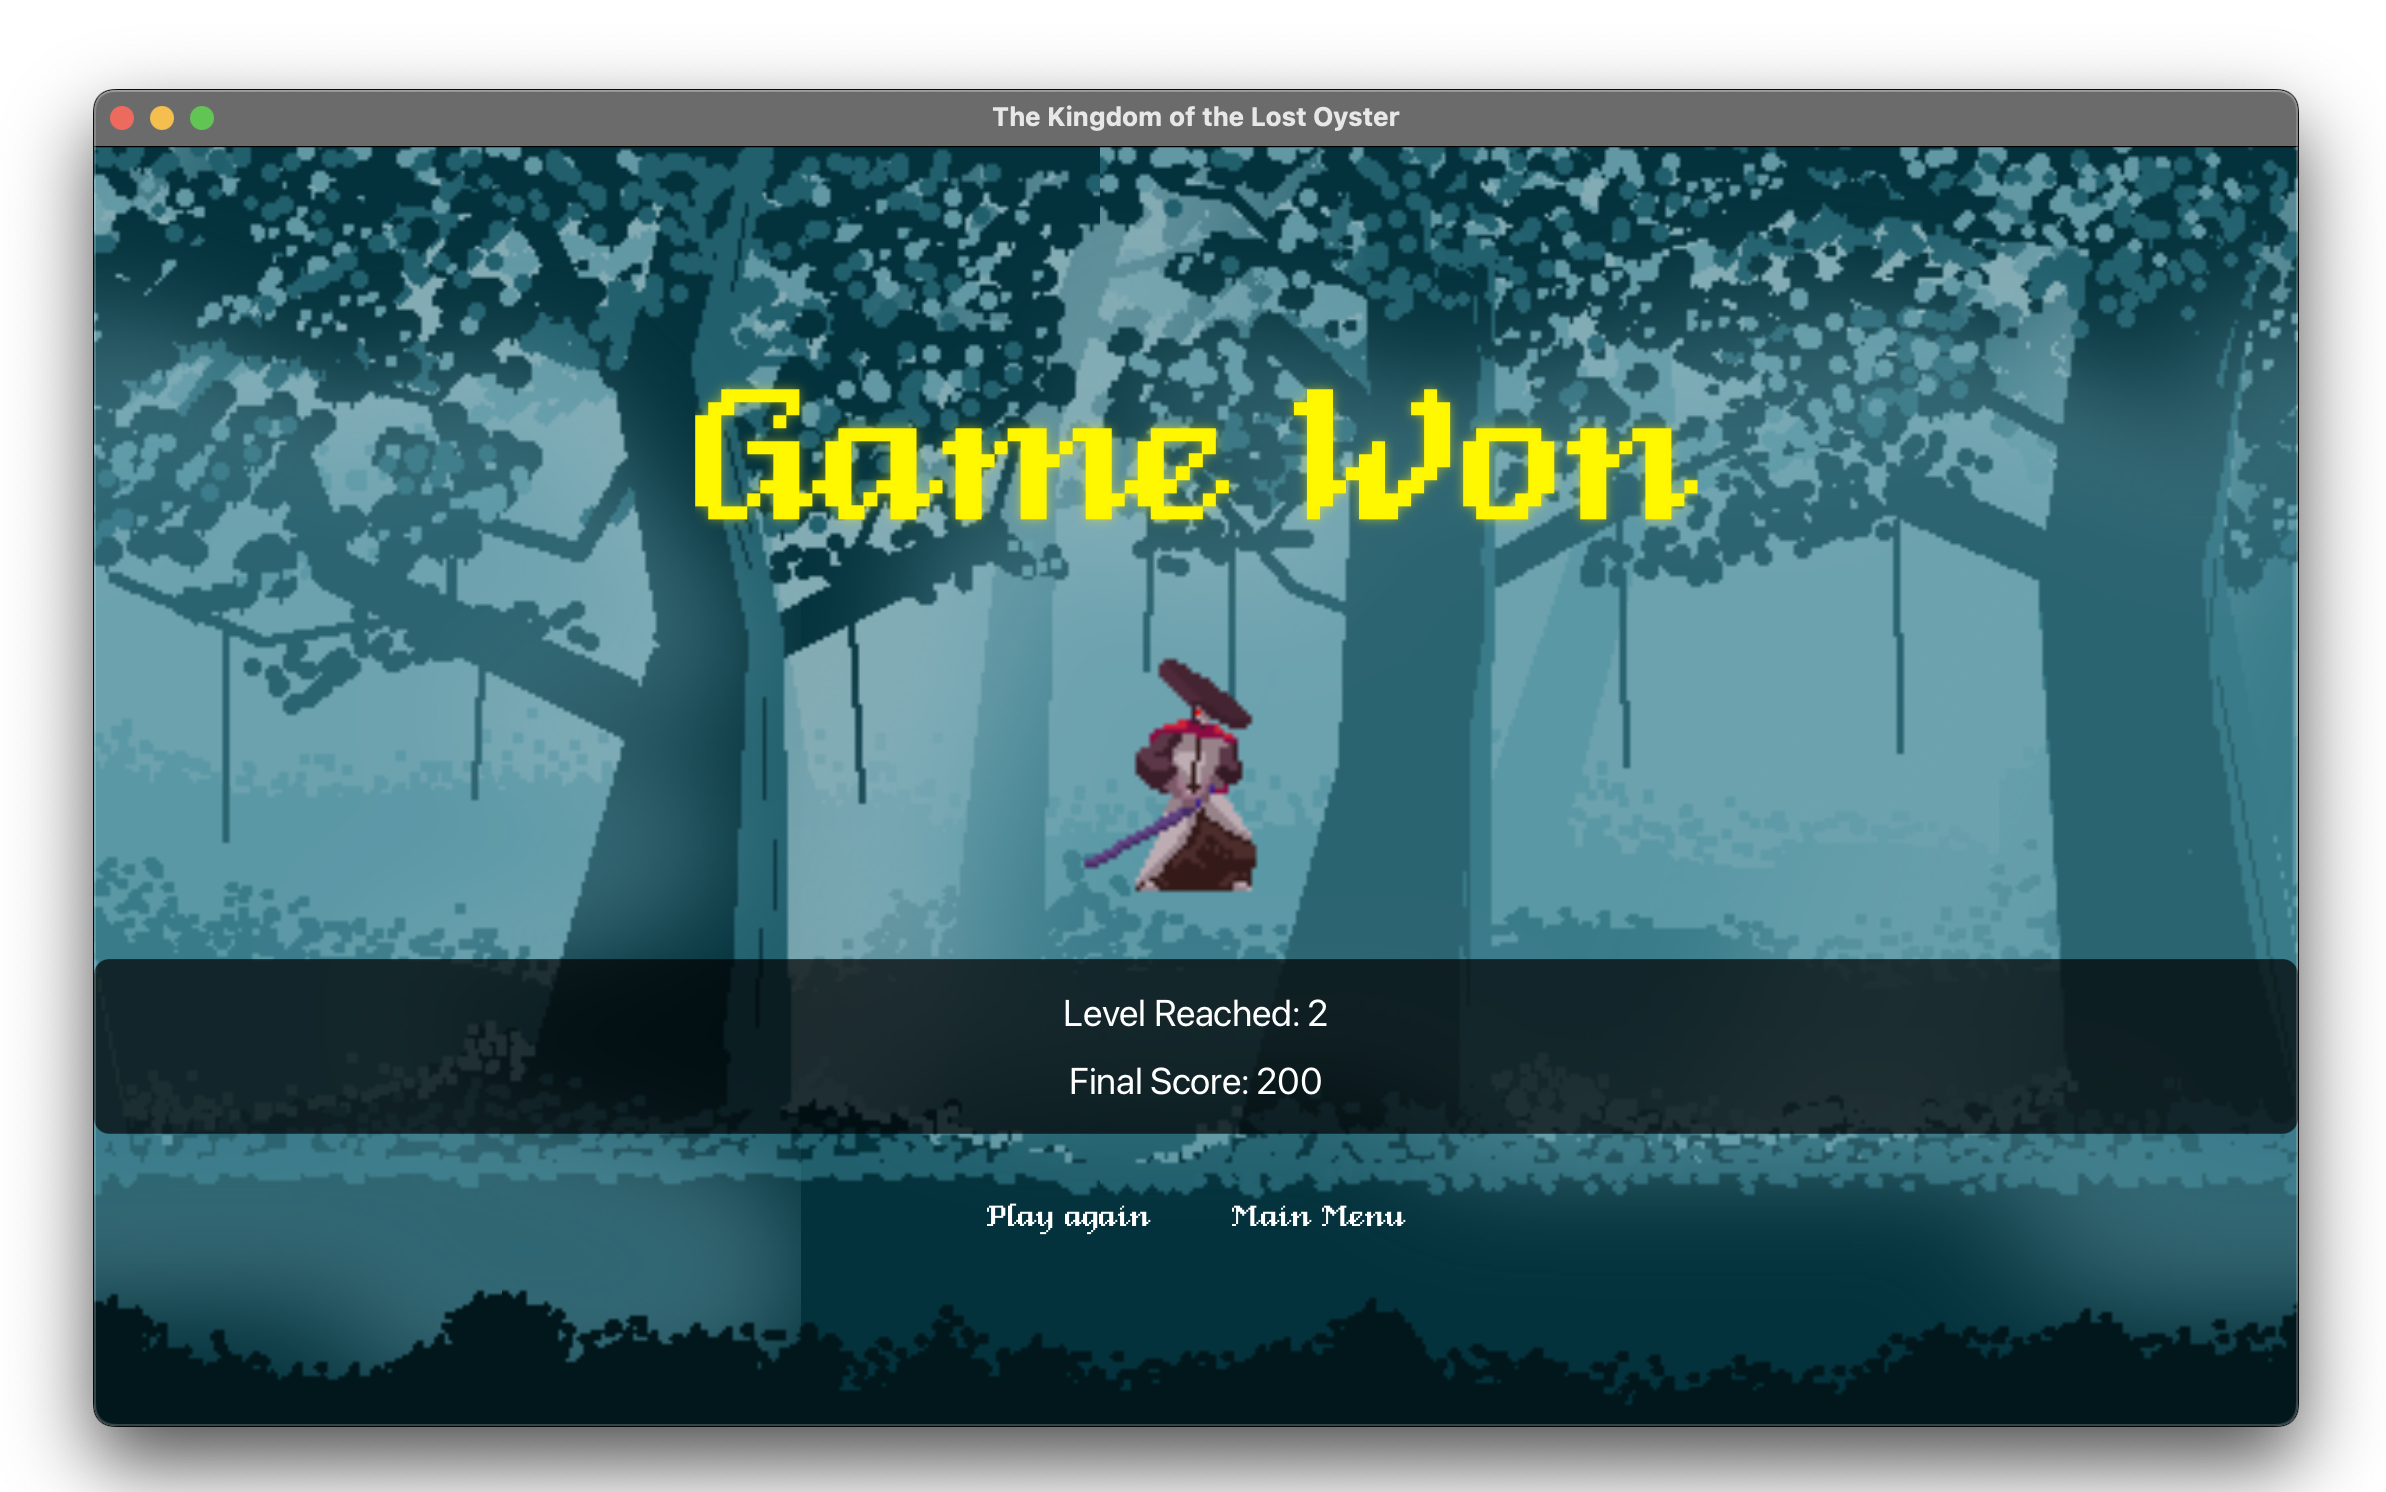 The Kingdom of the Lost Oyster
Game Won
Level Reached: 2
Final Score: 200
Play again Main Menu